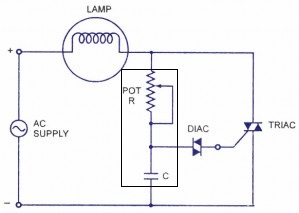 LAMP
+
POT
R
AC
SUPPLY
DIAC
TRIAC
C
–